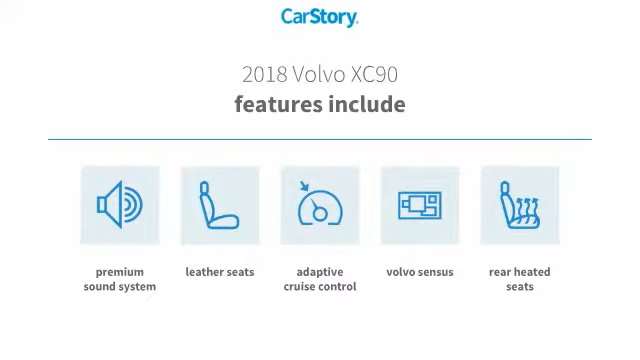 CarStory.
2018 Volvo XC90
features include
premium
sound system
leather seats
adaptive
cruise control
volvo sensus
rear heated
seats